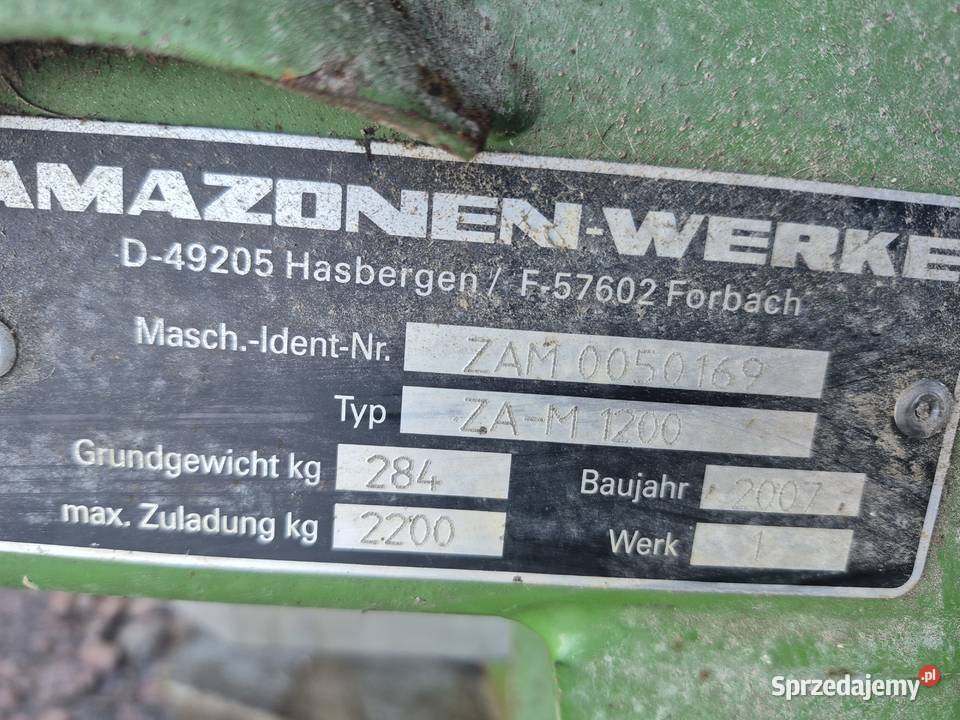 AMAZONEN-WERKE
D-49205 Hasbergen / F-57602 Forbach
Masch.-Ident-Nr. ZAM 0050169
Typ ZA-M 1200
Grundgewicht kg 284 Baujahr 2007
max. Zuladung kg 2200 Werk 1
Sprzedajemy.pl